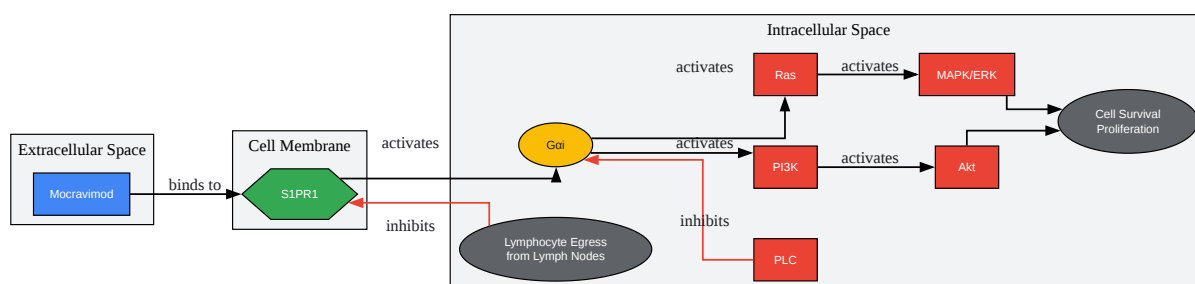 Intracellular Space
activates
Ras
activates
MAPK/ERK
Cell Survival
Proliferation
Extracellular Space
Mocravimod
binds to
Cell Membrane
S1PR1
activates
Gαi
activates
PI3K
activates
Akt
inhibits
Lymphocyte Egress
from Lymph Nodes
inhibits
PLC